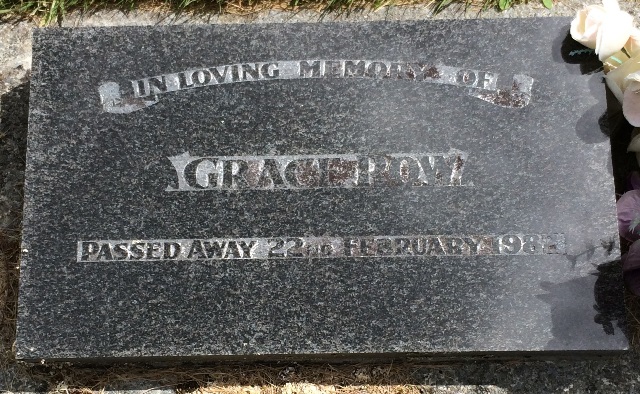 IN LOVING MEMORY OF
GRACE
PASSED AWAY 22ND FEBRUARY